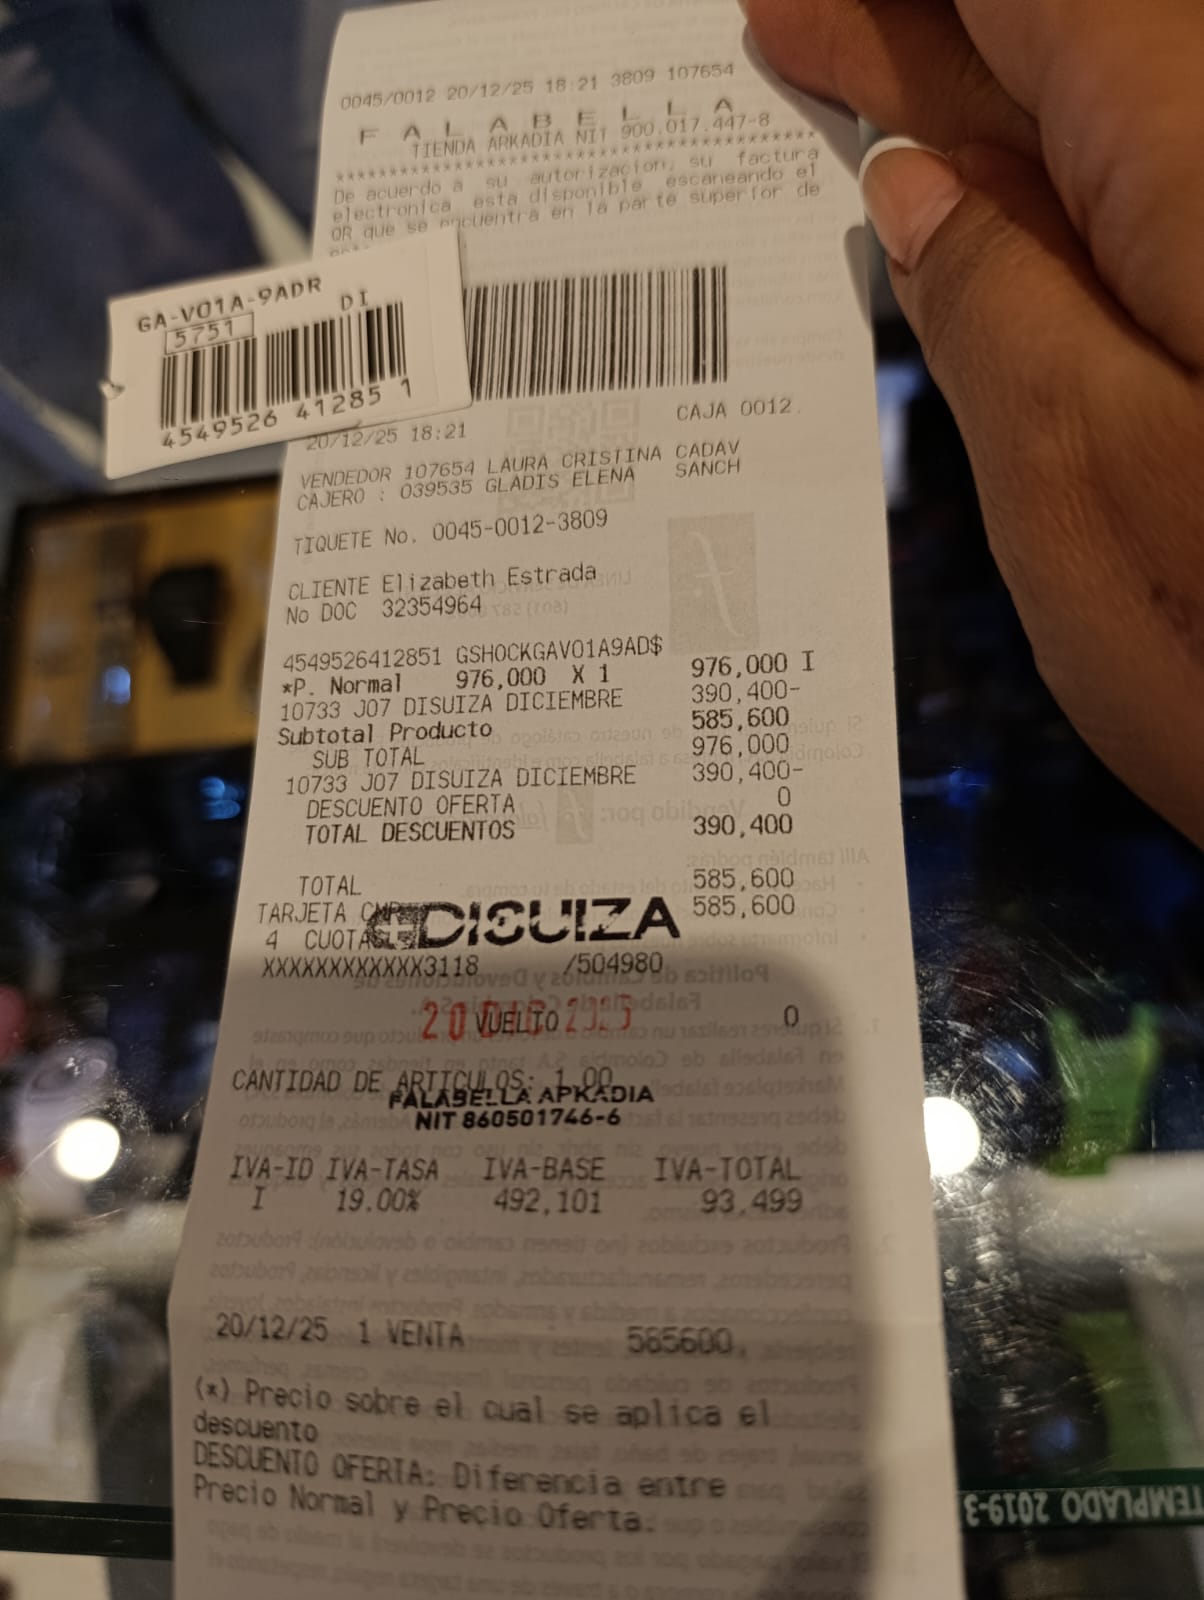 0045/0012 20/12/25 18:21 3809 107654
F A L A B E L L A
TIENDA ARKADIA NIT 900.017.447-8
****************************************
De acuerdo a su autorizacion, su factura
electronica esta disponible escaneando el
QR que se encuentra en la parte superior de
GA-V01A-9ADR
5751 DI
4549526 41285 1
20/12/25 18:21 CAJA 0012.
VENDEDOR 107654 LAURA CRISTINA CADAV
CAJERO : 039535 GLADIS ELENA SANCH
TIQUETE No. 0045-0012-3809
CLIENTE Elizabeth Estrada
No DOC 32354964
4549526412851 GSHOCKGAV01A9AD$
*P. Normal 976,000 X 1 976,000 I
10733 J07 DISUIZA DICIEMBRE 390,400-
Subtotal Producto 585,600
SUB TOTAL 976,000
10733 J07 DISUIZA DICIEMBRE 390,400-
DESCUENTO OFERTA 0
TOTAL DESCUENTOS 390,400
TOTAL 585,600
TARJETA CMR 585,600
DISUIZA
4 CUOTA
XXXXXXXXXXXX3118 /504980
20 DIC 2025
VUELTO 0
CANTIDAD DE ARTICULOS: 1.00
FALABELLA ARKADIA
NIT 860501746-6
IVA-ID IVA-TASA IVA-BASE IVA-TOTAL
I 19.00% 492,101 93,499
20/12/25 1 VENTA 585600.
(*) Precio sobre el cual se aplica el
descuento
DESCUENTO OFERTA: Diferencia entre
Precio Normal y Precio Oferta.
TEMPLADO 2019-3